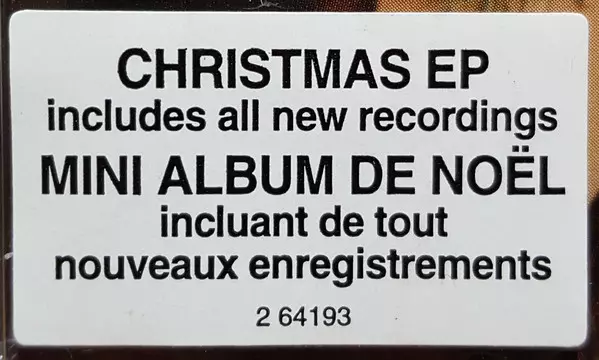 CHRISTMAS EP
includes all new recordings
MINI ALBUM DE NOËL
incluant de tout
nouveaux enregistrements
2 64193